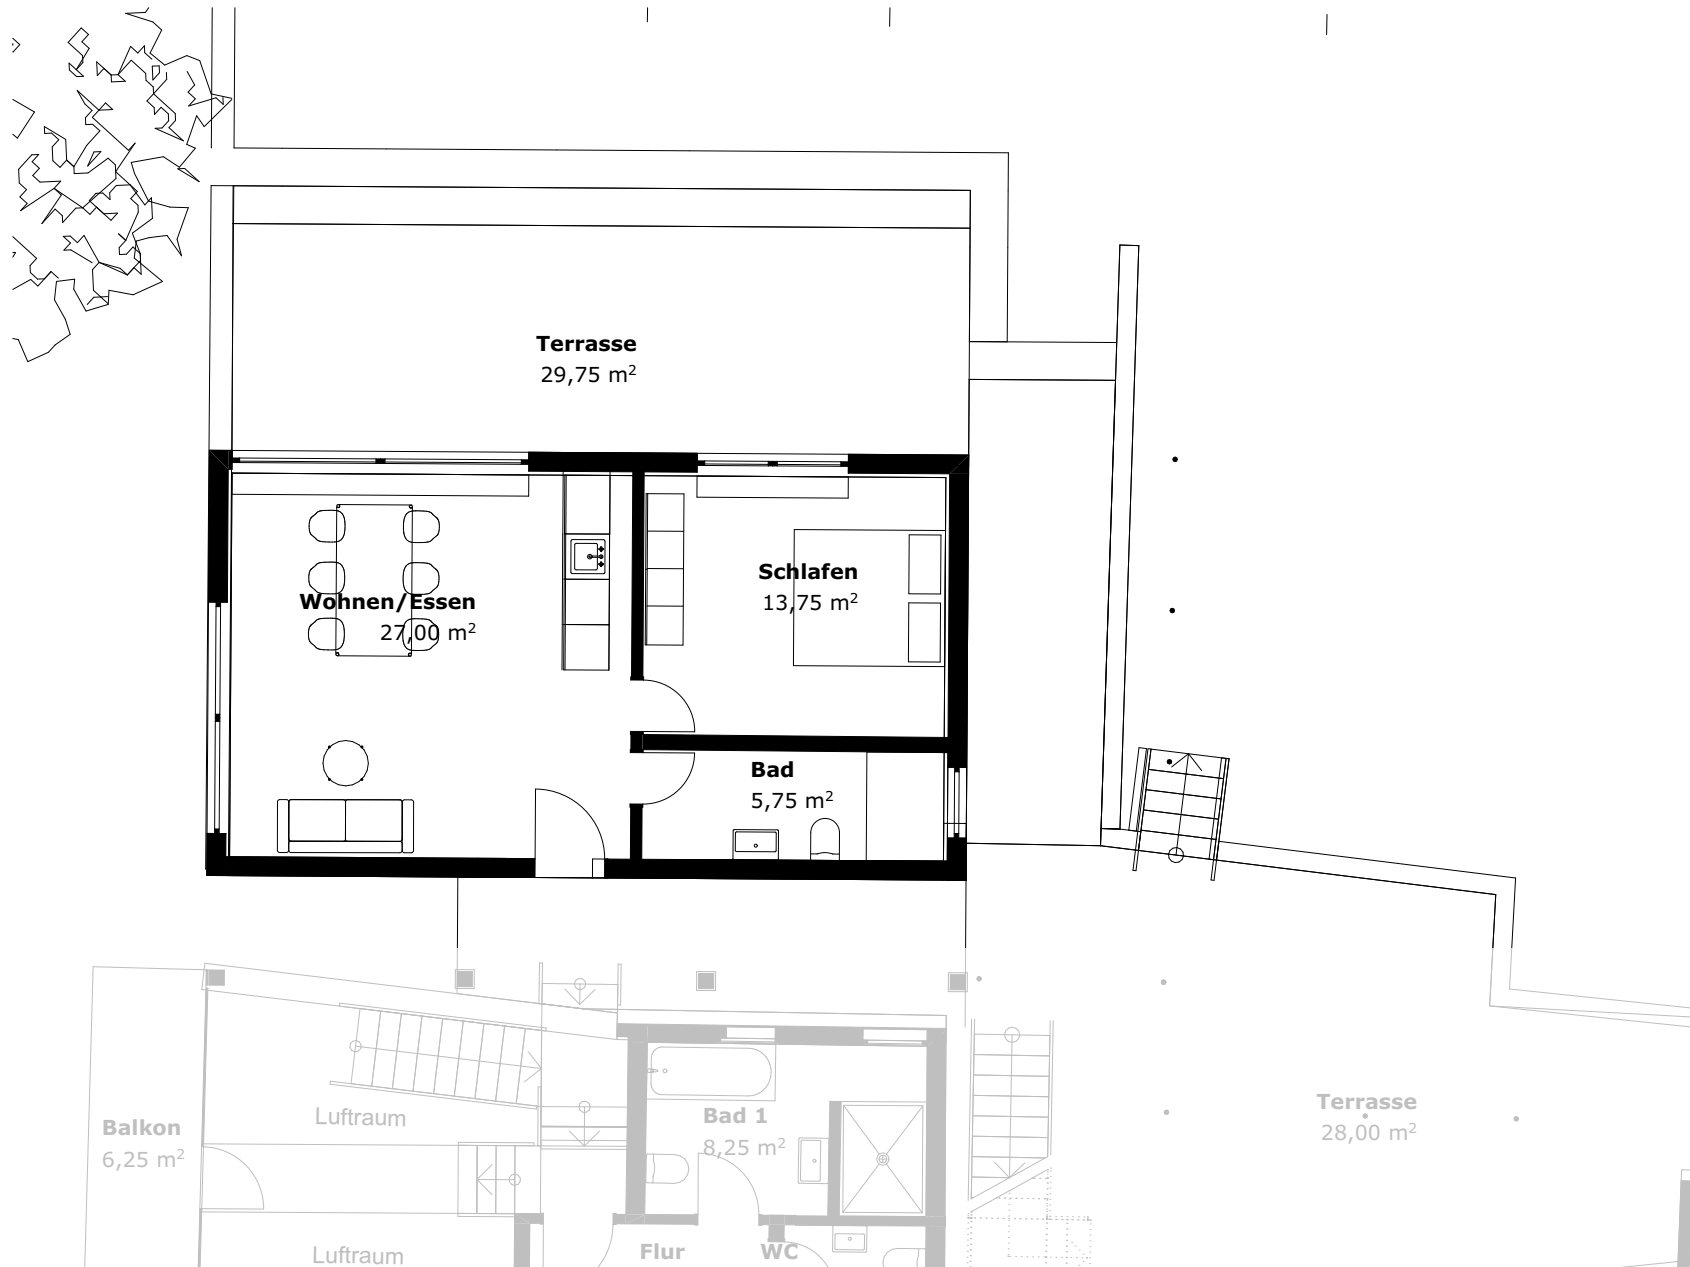 Terrasse
29,75 m²
Schlafen
13,75 m²
Wohnen/Essen
27,00 m²
Bad
5,75 m²
Balkon
6,25 m²
Luftraum
Bad 1
8,25 m²
Terrasse
28,00 m²
Luftraum
Flur
WC